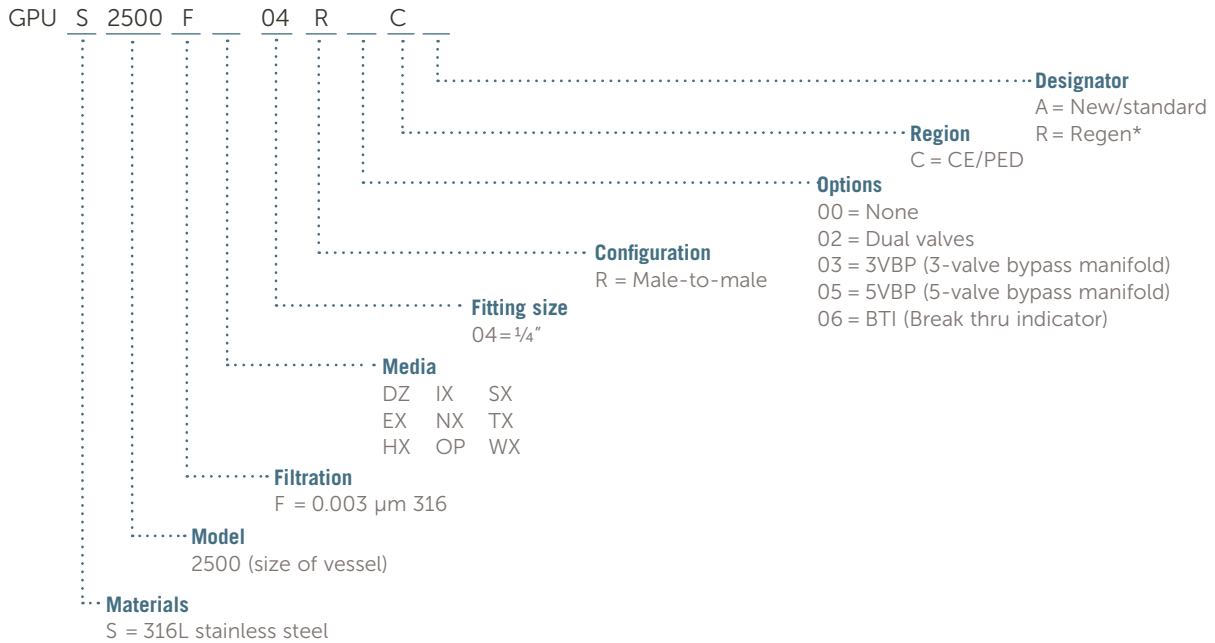 GPU S 2500 F 04 R C
Designator
A = New/standard
R = Regen*
Region
C = CE/PED
Options
00 = None
02 = Dual valves
03 = 3VBP (3-valve bypass manifold)
05 = 5VBP (5-valve bypass manifold)
06 = BTI (Break thru indicator)
Configuration
R = Male-to-male
Fitting size
04=¼"
Media
DZ IX SX
EX NX TX
HX OP WX
Filtration
F = 0.003 µm 316
Model
2500 (size of vessel)
Materials
S = 316L stainless steel